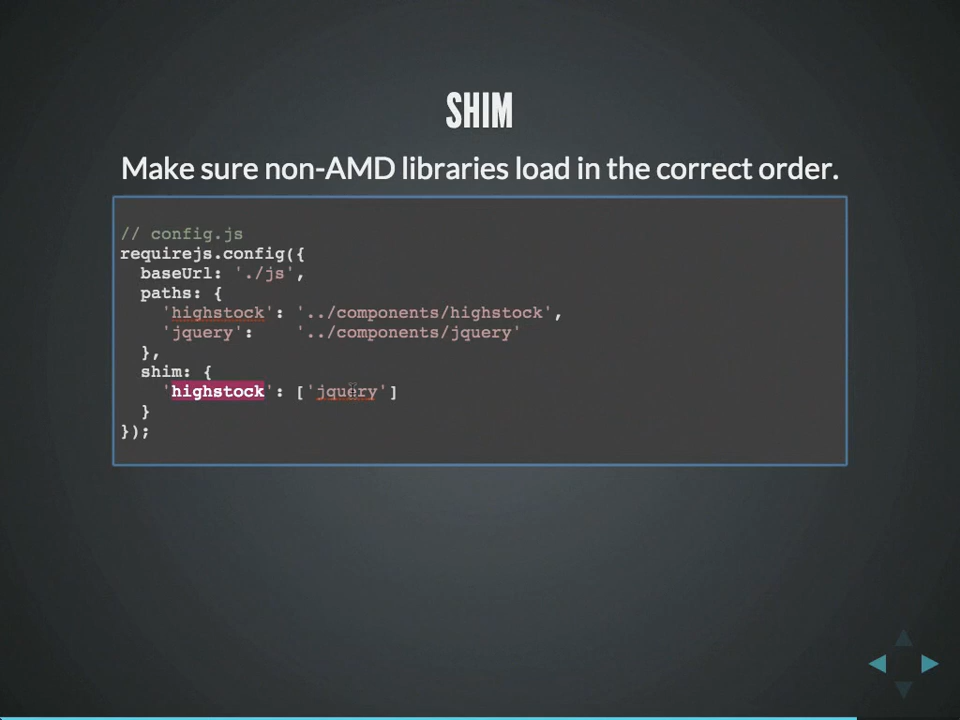 SHIM
Make sure non-AMD libraries load in the correct order.
// config.js
requirejs.config({
  baseUrl: './js',
  paths: {
    'highstock': '../components/highstock',
    'jquery':    '../components/jquery'
  },
  shim: {
    'highstock': ['jquery']
  }
});